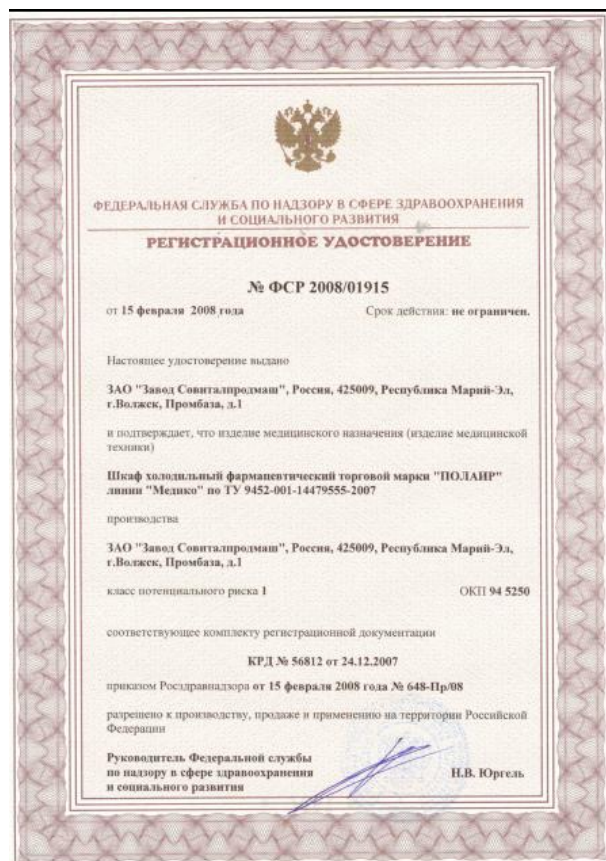 ФЕДЕРАЛЬНАЯ СЛУЖБА ПО НАДЗОРУ В СФЕРЕ ЗДРАВООХРАНЕНИЯ
И СОЦИАЛЬНОГО РАЗВИТИЯ
РЕГИСТРАЦИОННОЕ УДОСТОВЕРЕНИЕ
№ ФСР 2008/01915
от 15 февраля 2008 года Срок действия: не ограничен.
Настоящее удостоверение выдано
ЗАО "Завод Совиталпродмаш", Россия, 425009, Республика Марий-Эл,
г.Волжск, Промбаза, д.1
и подтверждает, что изделие медицинского назначения (изделие медицинской
техники)
Шкаф холодильный фармацевтический торговой марки "ПОЛАИР"
линии "Медико" по ТУ 9452-001-14479555-2007
производства
ЗАО "Завод Совиталпродмаш", Россия, 425009, Республика Марий-Эл,
г.Волжск, Промбаза, д.1
класс потенциального риска 1 ОКП 94 5250
соответствующее комплекту регистрационной документации
КРД № 56812 от 24.12.2007
приказом Росздравнадзора от 15 февраля 2008 года № 648-Пр/08
разрешено к производству, продаже и применению на территории Российской
Федерации
Руководитель Федеральной службы
по надзору в сфере здравоохранения
и социального развития Н.В. Юргель